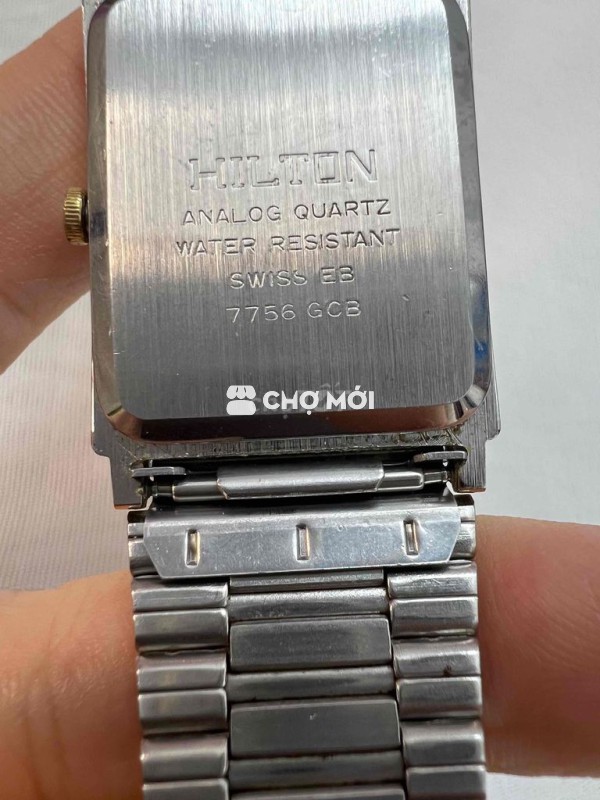 HILTON
ANALOG QUARTZ
WATER RESISTANT
SWISS EB
7756 GCB
CHỢ MỚI